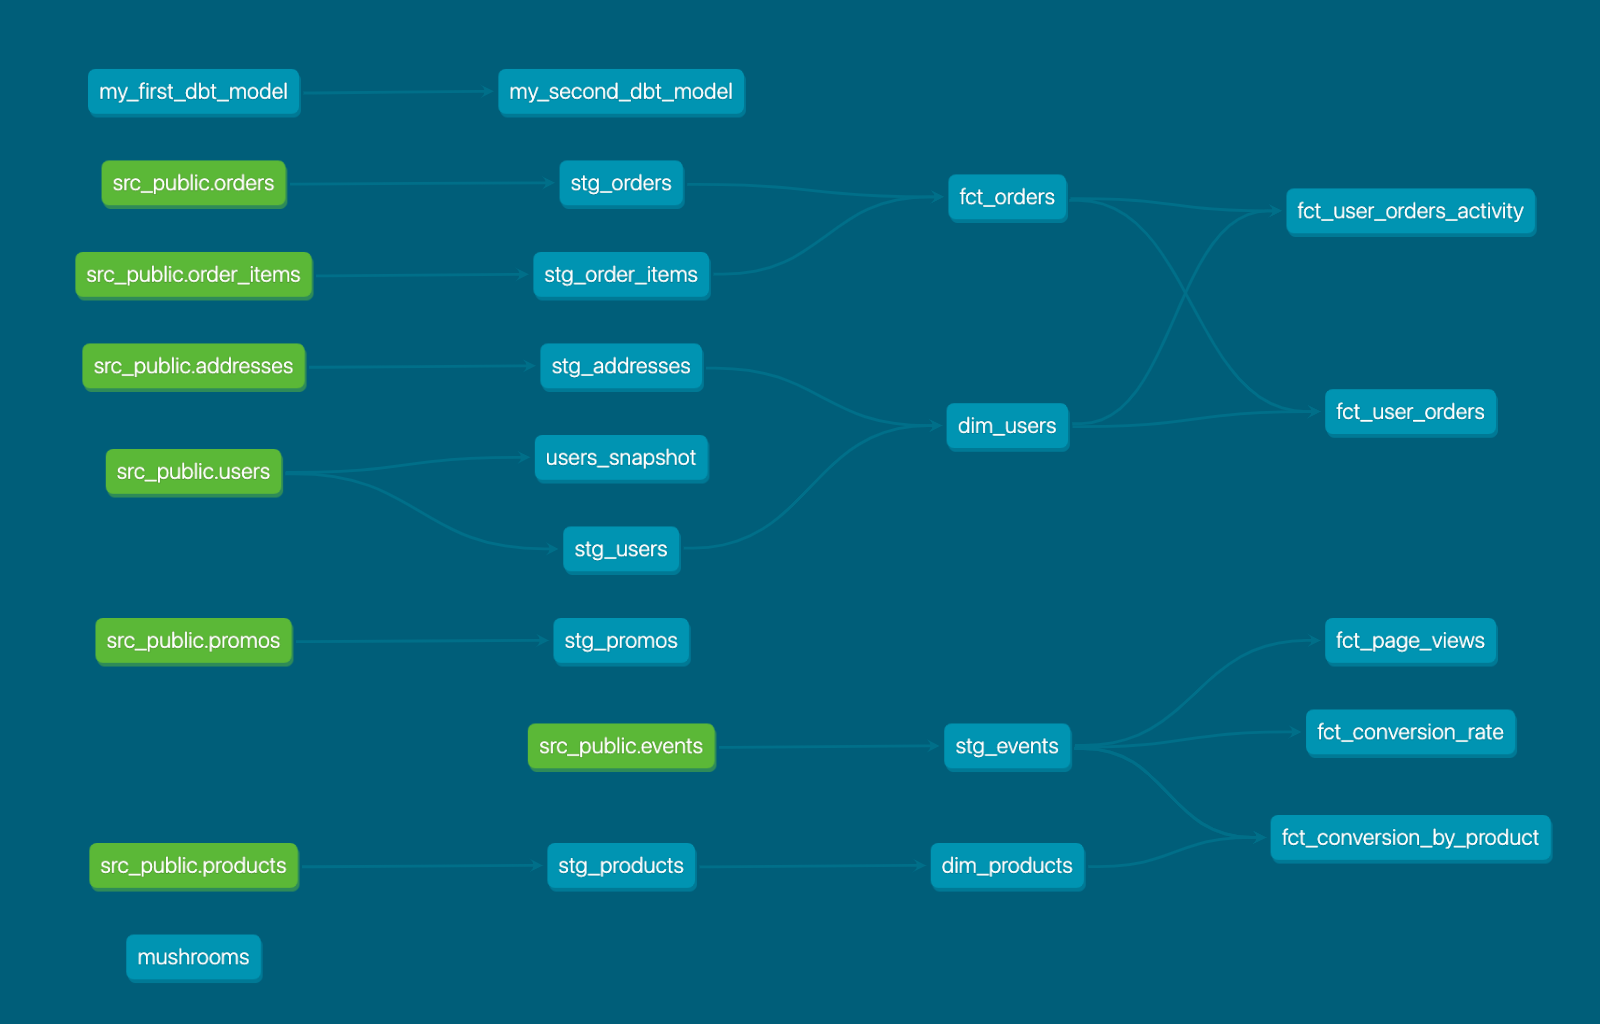 my_first_dbt_model
my_second_dbt_model
src_public.orders
stg_orders
fct_orders
fct_user_orders_activity
src_public.order_items
stg_order_items
src_public.addresses
stg_addresses
dim_users
fct_user_orders
src_public.users
users_snapshot
stg_users
src_public.promos
stg_promos
fct_page_views
src_public.events
stg_events
fct_conversion_rate
fct_conversion_by_product
src_public.products
stg_products
dim_products
mushrooms